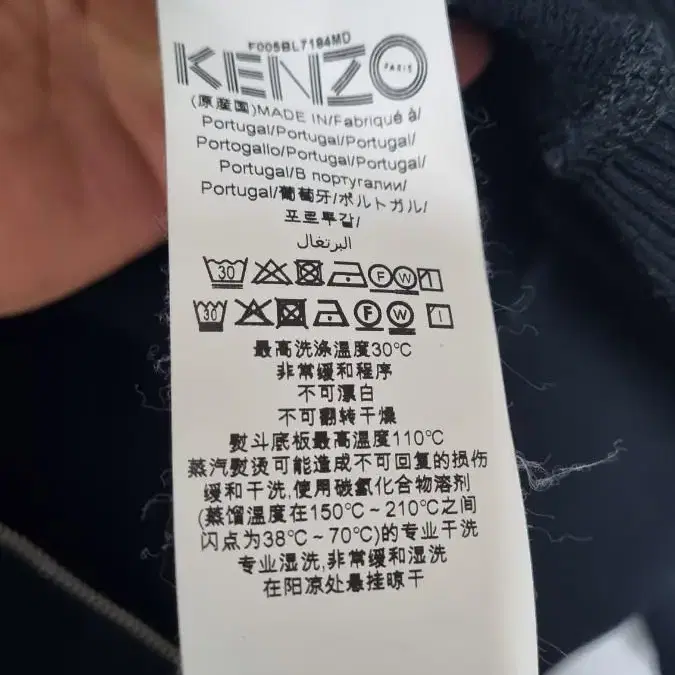 F005BL7184MD
KENZO
PARIS
(原産国)MADE IN/Fabriqué à/
Portugal/Portugal/Portugal/
Portogallo/Portugal/Portugal/
Portugal/В португалии/
Portugal/葡萄牙/ポルトガル/
포르투갈/
البرتغال
30 F W
30 F W
最高洗涤温度30℃
非常缓和程序
不可漂白
不可翻转干燥
熨斗底板最高温度110℃
蒸汽熨烫可能造成不可回复的损伤
缓和干洗,使用碳氢化合物溶剂
(蒸馏温度在150℃~210℃之间
闪点为38℃~70℃)的专业干洗
专业湿洗,非常缓和湿洗
在阴凉处悬挂晾干